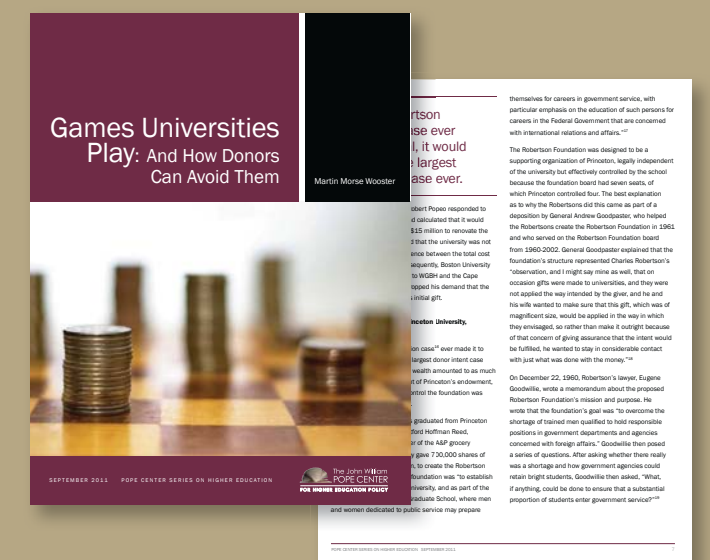 Games Universities
Play: And How Donors
Can Avoid Them
Martin Morse Wooster
SEPTEMBER 2011 POPE CENTER SERIES ON HIGHER EDUCATION
The John William
POPE CENTER
FOR HIGHER EDUCATION POLICY
rtson
ase ever
l, it would
e largest
ase ever.
obert Popeo responded to
d calculated that it would
$15 million to renovate the
d that the university was not
ence between the total cost
sequently, Boston University
to WGBH and the Cape
ropped his demand that the
initial gift.
inceton University,
on case¹⁶ ever made it to
largest donor intent case
wealth amounted to as much
t of Princeton's endowment,
ontrol the foundation was
graduated from Princeton
ford Hoffman Reed,
er of the A&P grocery
y gave 700,000 shares of
m, to create the Robertson
foundation was "to establish
niversity, and as part of the
raduate School, where men
and women dedicated to public service may prepare
themselves for careers in government service, with
particular emphasis on the education of such persons for
careers in the Federal Government that are concerned
with international relations and affairs."¹⁷
The Robertson Foundation was designed to be a
supporting organization of Princeton, legally independent
of the university but effectively controlled by the school
because the foundation board had seven seats, of
which Princeton controlled four. The best explanation
as to why the Robertsons did this came as part of a
deposition by General Andrew Goodpaster, who helped
the Robertsons create the Robertson Foundation in 1961
and who served on the Robertson Foundation board
from 1960-2002. General Goodpaster explained that the
foundation's structure represented Charles Robertson's
"observation, and I might say mine as well, that on
occasion gifts were made to universities, and they were
not applied the way intended by the giver, and he and
his wife wanted to make sure that this gift, which was of
magnificent size, would be applied in the way in which
they envisaged, so rather than make it outright because
of that concern of giving assurance that the intent would
be fulfilled, he wanted to stay in considerable contact
with just what was done with the money."¹⁸
On December 22, 1960, Robertson's lawyer, Eugene
Goodwillie, wrote a memorandum about the proposed
Robertson Foundation's mission and purpose. He
wrote that the foundation's goal was "to overcome the
shortage of trained men qualified to hold responsible
positions in government departments and agencies
concerned with foreign affairs." Goodwillie then posed
a series of questions. After asking whether there really
was a shortage and how government agencies could
retain bright students, Goodwillie then asked, "What,
if anything, could be done to ensure that a substantial
proportion of students enter government service?"¹⁹
POPE CENTER SERIES ON HIGHER EDUCATION SEPTEMBER 2011